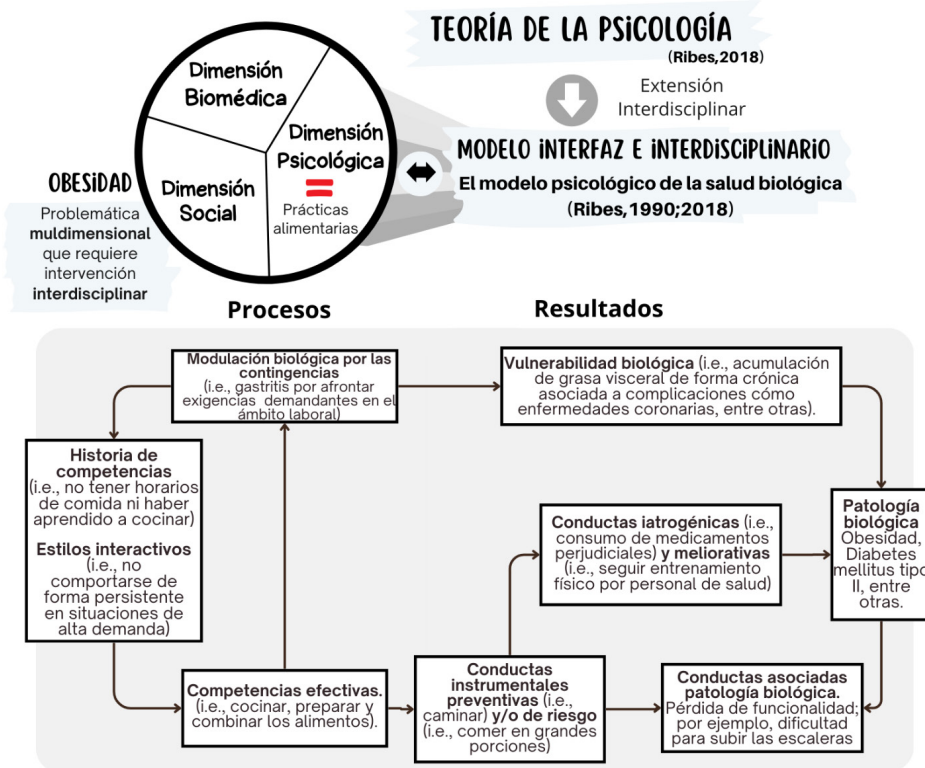 TEORÍA DE LA PSICOLOGÍA
(Ribes,2018)
Extensión
Interdisciplinar
MODELO INTERFAZ E INTERDISCIPLINARIO
El modelo psicológico de la salud biológica
(Ribes,1990;2018)
Dimensión
Biomédica
Dimensión
Psicológica
=
Prácticas
alimentarias
Dimensión
Social
OBESIDAD
Problemática
muldimensional
que requiere
intervención
interdisciplinar
Procesos
Resultados
Modulación biológica por las
contingencias
(i.e., gastritis por afrontar
exigencias demandantes en el
ámbito laboral)
Vulnerabilidad biológica (i.e., acumulación
de grasa visceral de forma crónica
asociada a complicaciones cómo
enfermedades coronarias, entre otras).
Historia de
competencias
(i.e., no tener horarios
de comida ni haber
aprendido a cocinar)
Estilos interactivos
(i.e., no
comportarse de
forma persistente
en situaciones de
alta demanda)
Conductas iatrogénicas (i.e.,
consumo de medicamentos
perjudiciales) y meliorativas
(i.e., seguir entrenamiento
físico por personal de salud)
Patología
biológica
Obesidad,
Diabetes
mellitus tipo
II, entre
otras.
Competencias efectivas.
(i.e., cocinar, preparar y
combinar los alimentos).
Conductas
instrumentales
preventivas (i.e.,
caminar) y/o de riesgo
(i.e., comer en grandes
porciones)
Conductas asociadas
patología biológica.
Pérdida de funcionalidad;
por ejemplo, dificultad
para subir las escaleras